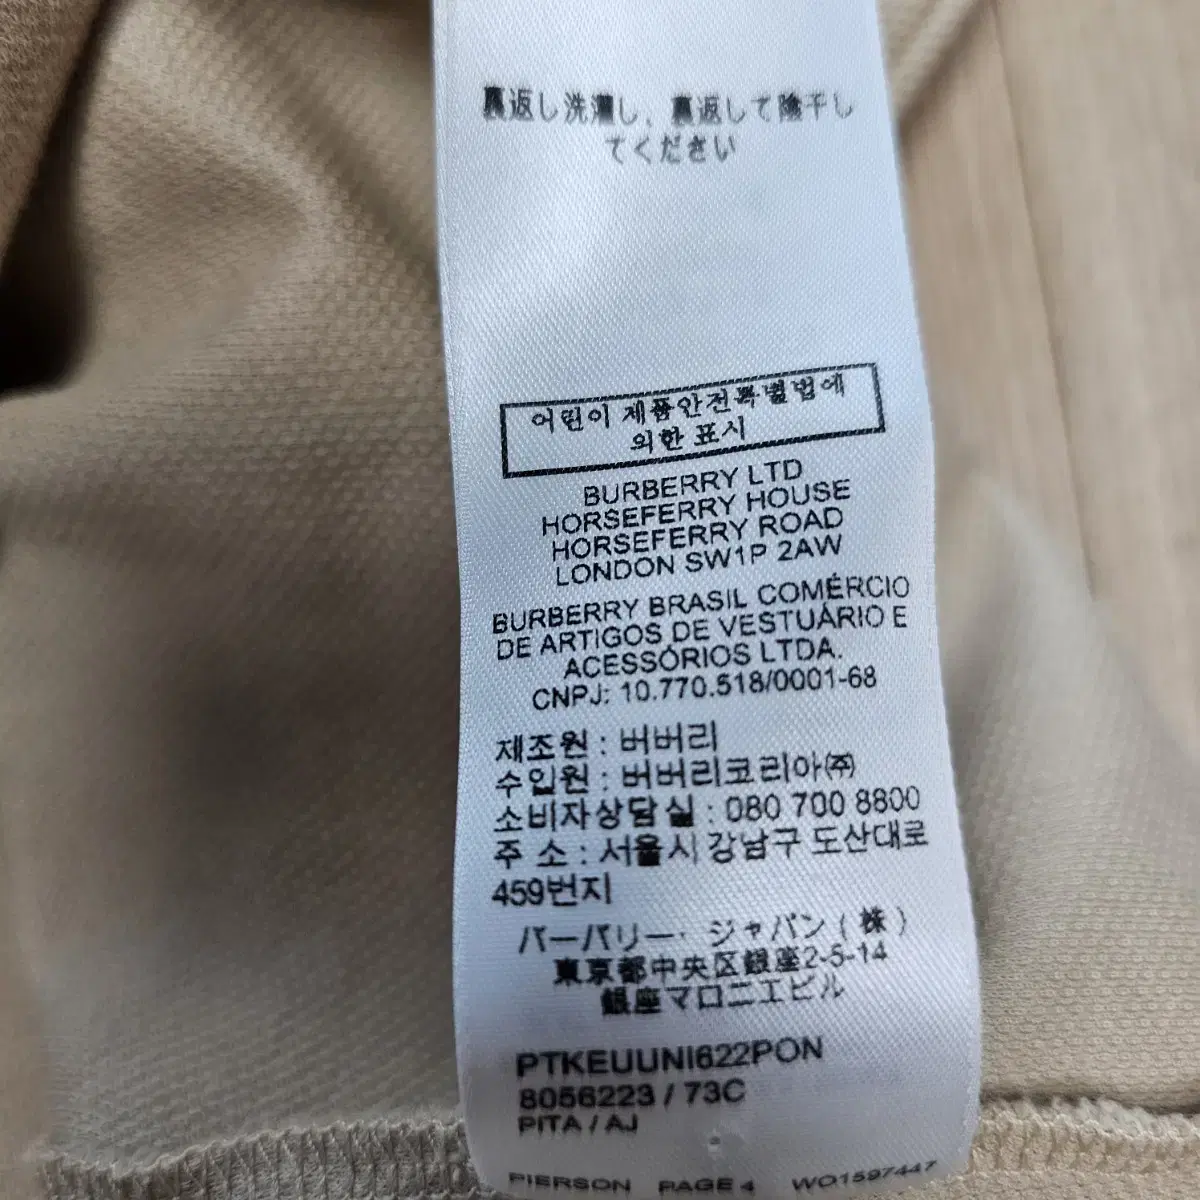 裏返し洗濯し、裏返して陰干し
てください
어린이 제품안전특별법에
의한 표시
BURBERRY LTD
HORSEFERRY HOUSE
HORSEFERRY ROAD
LONDON SW1P 2AW
BURBERRY BRASIL COMÉRCIO
DE ARTIGOS DE VESTUÁRIO E
ACESSÓRIOS LTDA.
CNPJ: 10.770.518/0001-68
제조원 : 버버리
수입원 : 버버리코리아㈜
소비자상담실 : 080 700 8800
주 소 : 서울시 강남구 도산대로
459번지
バーバリー・ジャパン(株)
東京都中央区銀座2-5-14
銀座マロニエビル
PTKEUUNI622PON
8056223 / 73C
PITA / AJ
PIERSON PAGE 4 WO1597447